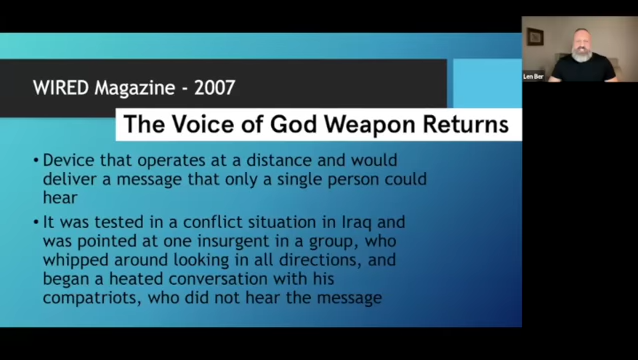 WIRED Magazine - 2007
The Voice of God Weapon Returns
• Device that operates at a distance and would
deliver a message that only a single person could
hear
• It was tested in a conflict situation in Iraq and
was pointed at one insurgent in a group, who
whipped around looking in all directions, and
began a heated conversation with his
compatriots, who did not hear the message
Len Ber